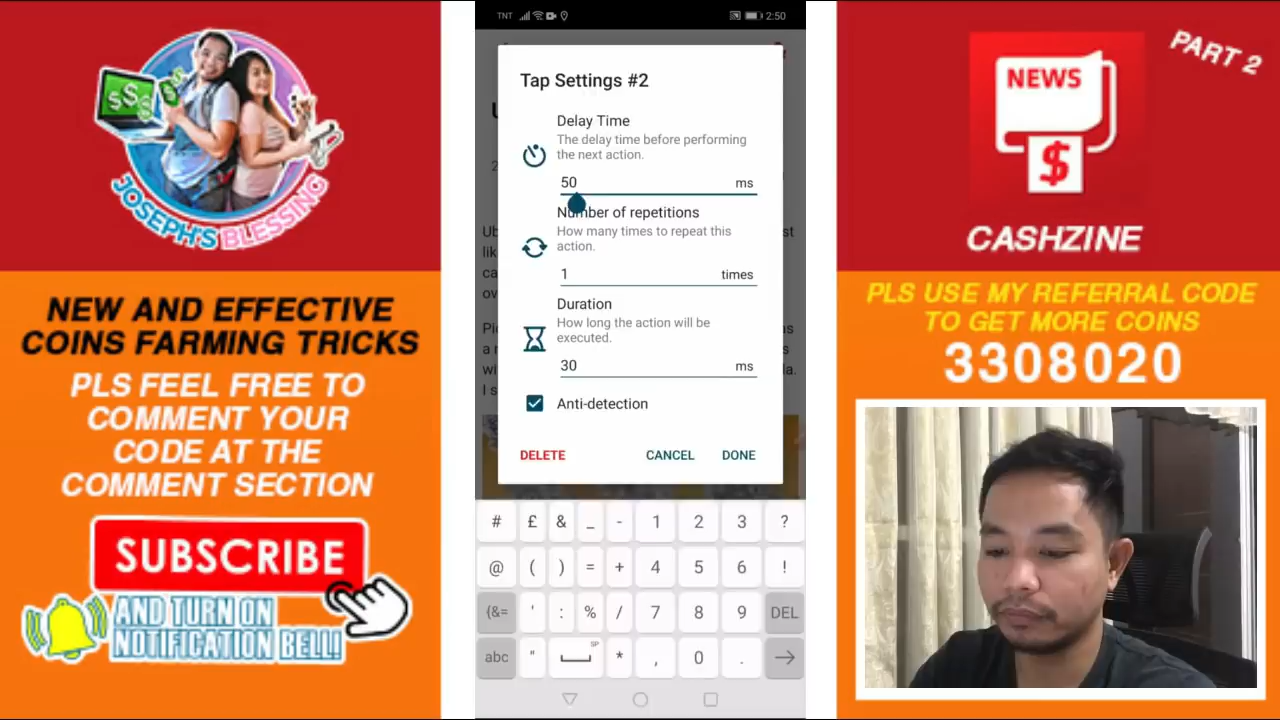 JOSEPH'S BLESSING
NEW AND EFFECTIVE
COINS FARMING TRICKS
PLS FEEL FREE TO
COMMENT YOUR
CODE AT THE
COMMENT SECTION
SUBSCRIBE
AND TURN ON
NOTIFICATION BELL!
TNT
2:50
Tap Settings #2
Delay Time
The delay time before performing
the next action.
50 ms
Number of repetitions
How many times to repeat this
action.
1 times
Duration
How long the action will be
executed.
30 ms
Anti-detection
DELETE CANCEL DONE
# £ & _ - 1 2 3 ?
@ ( ) = + 4 5 6 !
{&= ' : % / 7 8 9 DEL
abc " SP * , 0 .
PART 2
NEWS
$
CASHZINE
PLS USE MY REFERRAL CODE
TO GET MORE COINS
3308020